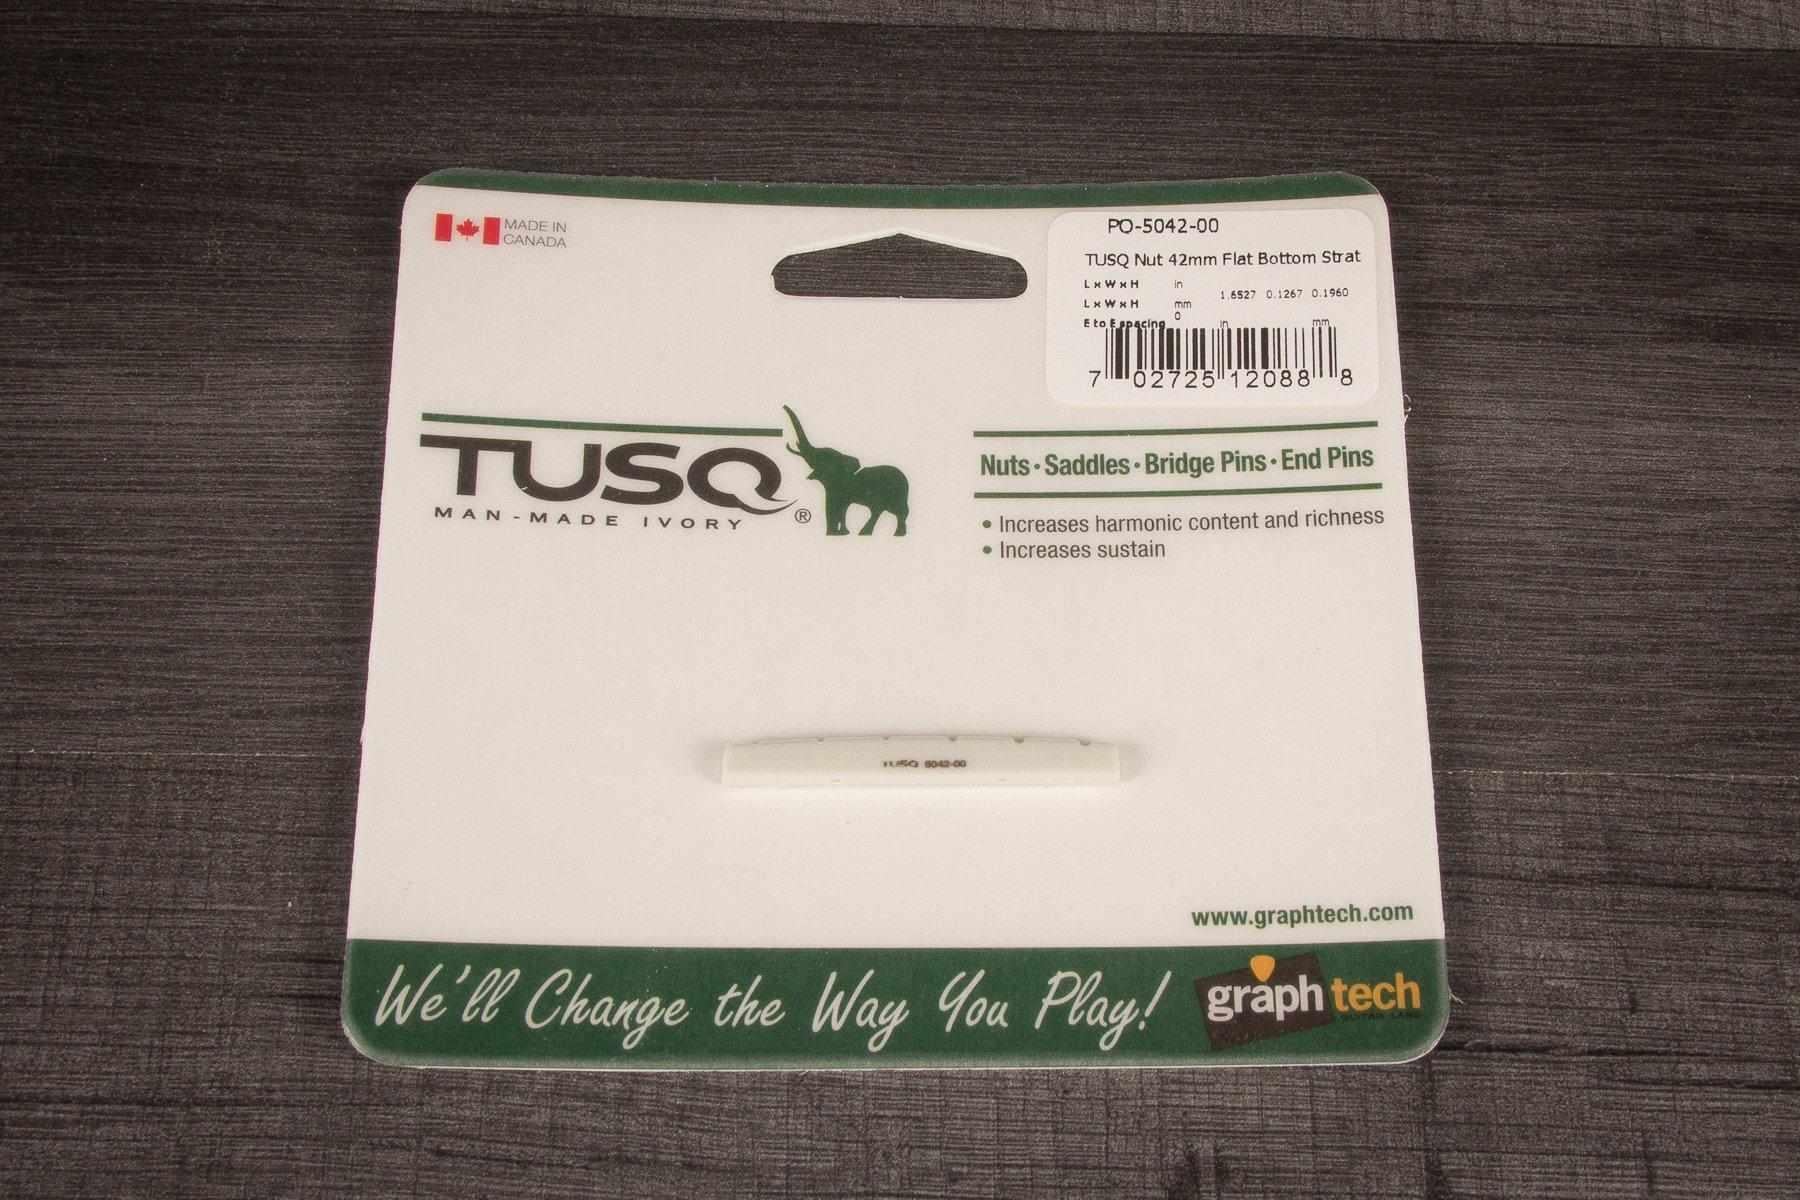 MADE IN
CANADA
PO-5042-00
TUSQ Nut 42mm Flat Bottom Strat
L x W x H in
1.6527 0.1267 0.1960
L x W x H mm
0
E to E spacing in mm
7 02725 12088 8
TUSQ
MAN-MADE IVORY ®
Nuts • Saddles • Bridge Pins • End Pins
• Increases harmonic content and richness
• Increases sustain
TUSQ 5042-00
www.graphtech.com
We'll Change the Way You Play!
graph tech
GUITAR LABS